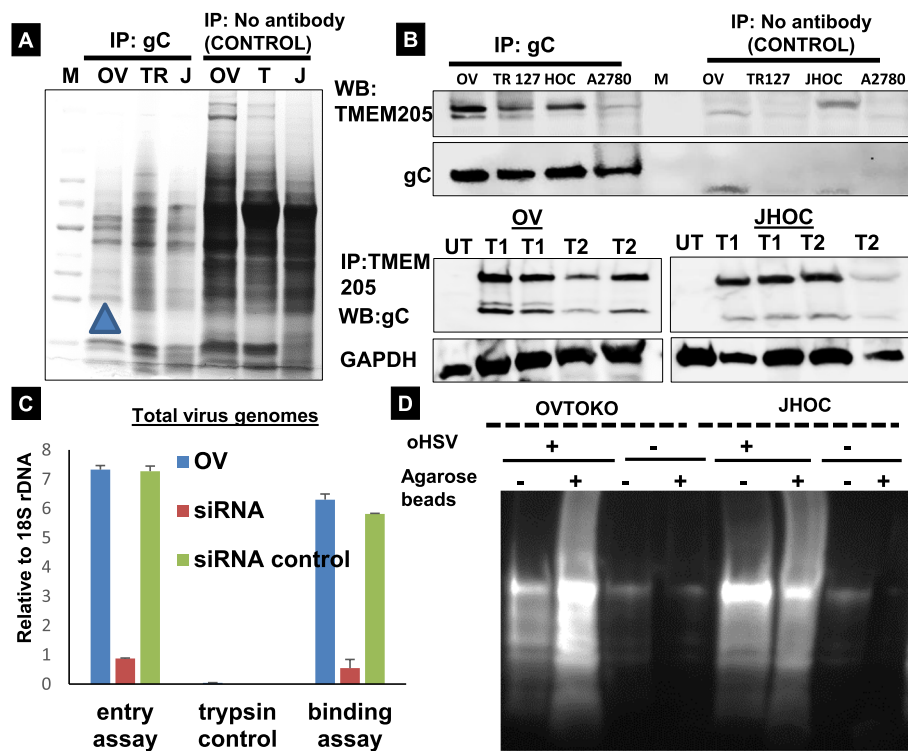 A
IP: gC
IP: No antibody
(CONTROL)
M OV TR J OV T J
B
IP: gC
IP: No antibody
(CONTROL)
OV TR 127 HOC A2780 M OV TR127 JHOC A2780
WB:
TMEM205
gC
OV
JHOC
UT T1 T1 T2 T2
UT T1 T1 T2 T2
IP:TMEM
205
WB:gC
GAPDH
C
Total virus genomes
Relative to 18S rDNA
8
7
6
5
4
3
2
1
0
OV
siRNA
siRNA control
entry
assay
trypsin
control
binding
assay
D
OVTOKO
JHOC
oHSV + - + -
Agarose
beads
- + - + - + - +